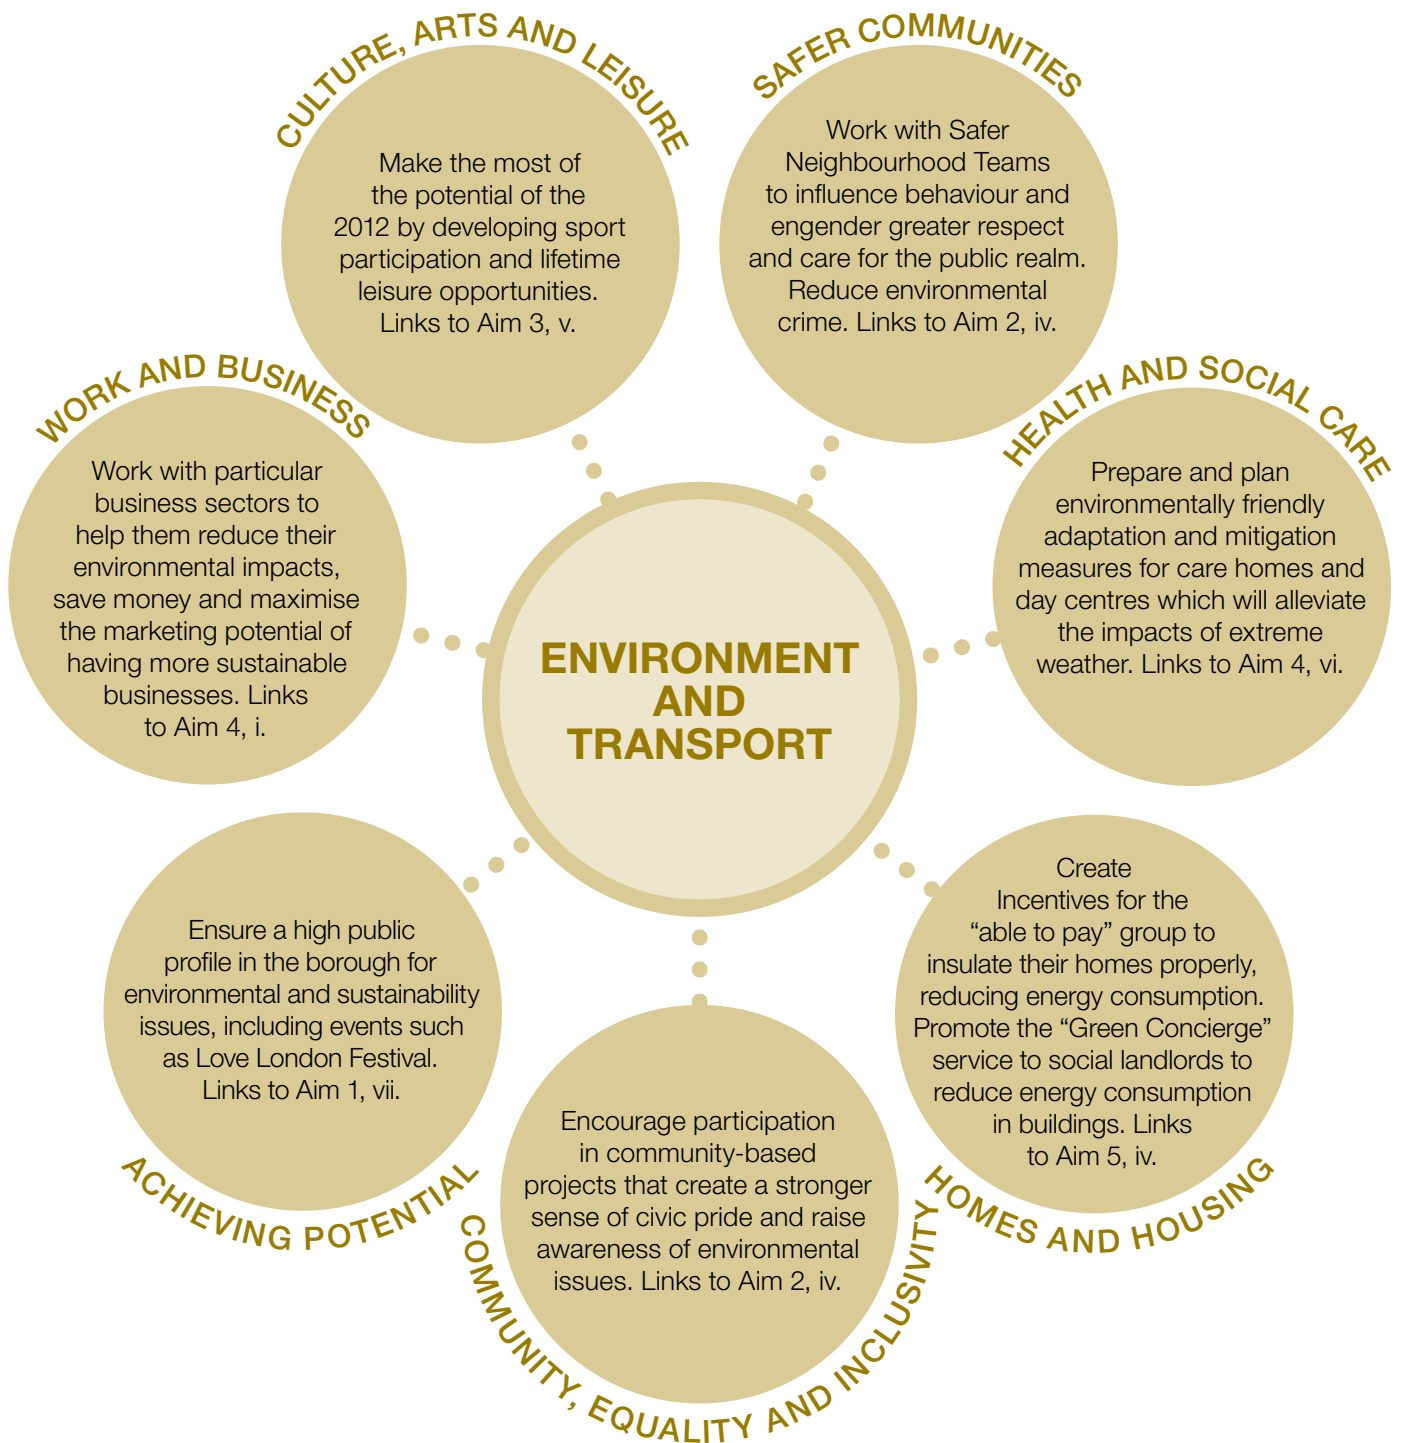 CULTURE, ARTS AND LEISURE
Make the most of
the potential of the
2012 by developing sport
participation and lifetime
leisure opportunities.
Links to Aim 3, v.
SAFER COMMUNITIES
Work with Safer
Neighbourhood Teams
to influence behaviour and
engender greater respect
and care for the public realm.
Reduce environmental
crime. Links to Aim 2, iv.
WORK AND BUSINESS
Work with particular
business sectors to
help them reduce their
environmental impacts,
save money and maximise
the marketing potential of
having more sustainable
businesses. Links
to Aim 4, i.
HEALTH AND SOCIAL CARE
Prepare and plan
environmentally friendly
adaptation and mitigation
measures for care homes and
day centres which will alleviate
the impacts of extreme
weather. Links to Aim 4, vi.
ENVIRONMENT
AND
TRANSPORT
Ensure a high public
profile in the borough for
environmental and sustainability
issues, including events such
as Love London Festival.
Links to Aim 1, vii.
ACHIEVING POTENTIAL
Encourage participation
in community-based
projects that create a stronger
sense of civic pride and raise
awareness of environmental
issues. Links to Aim 2, iv.
COMMUNITY, EQUALITY AND INCLUSIVITY
Create
Incentives for the
“able to pay” group to
insulate their homes properly,
reducing energy consumption.
Promote the “Green Concierge”
service to social landlords to
reduce energy consumption
in buildings. Links
to Aim 5, iv.
HOMES AND HOUSING